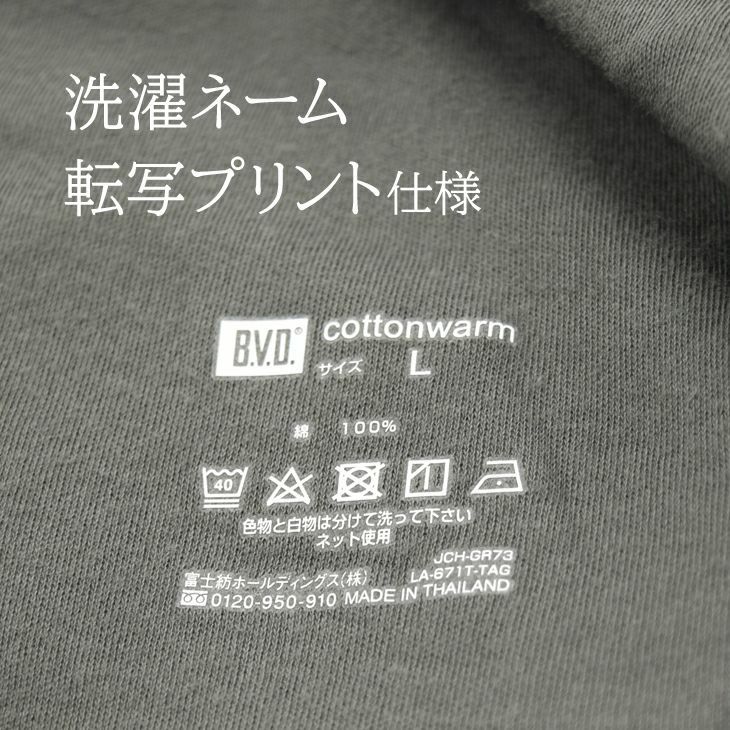 洗濯ネーム
転写プリント仕様
B.V.D.® cottonwarm
サイズ L
綿 100%
40
色物と白物は分けて洗って下さい
ネット使用
JCH-GR73
富士紡ホールディングス(株) LA-671T-TAG
0120-950-910 MADE IN THAILAND